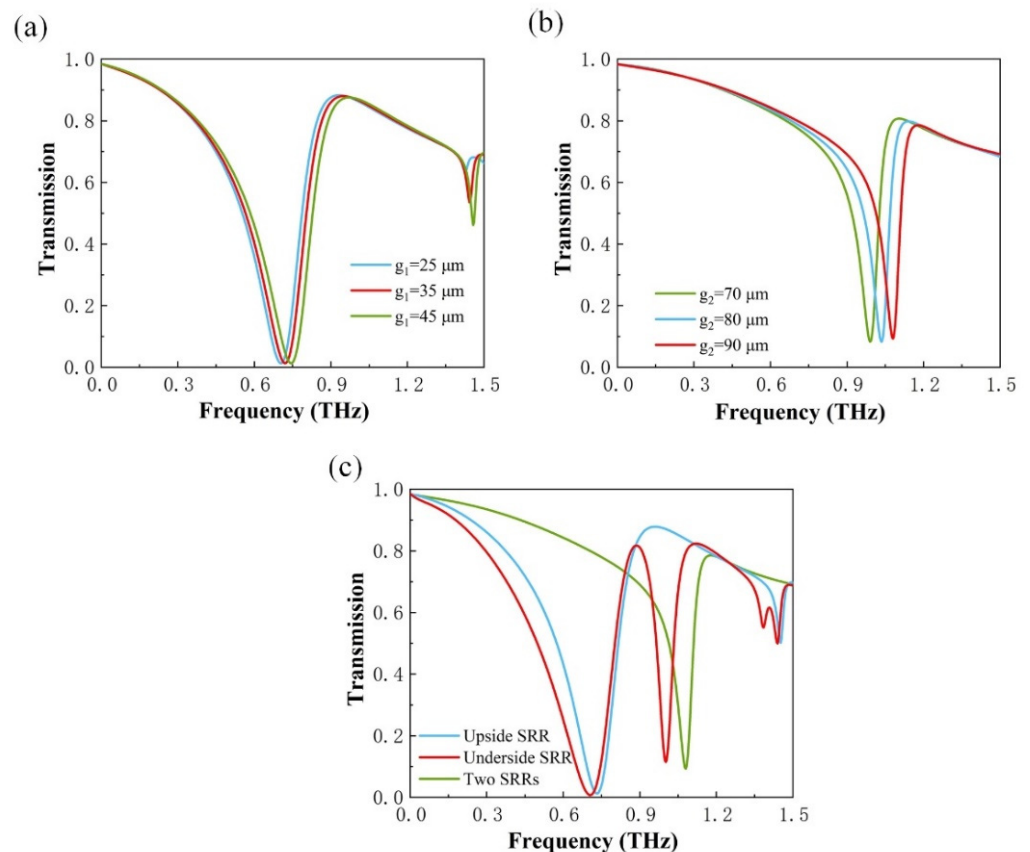 (a)
1.0
0.8
0.6
0.4
0.2
0.0
Transmission
g₁=25 μm
g₁=35 μm
g₁=45 μm
0.0 0.3 0.6 0.9 1.2 1.5
Frequency (THz)
(b)
1.0
0.8
0.6
0.4
0.2
0.0
Transmission
g₂=70 μm
g₂=80 μm
g₂=90 μm
0.0 0.3 0.6 0.9 1.2 1.5
Frequency (THz)
(c)
1.0
0.8
0.6
0.4
0.2
0.0
Transmission
Upside SRR
Underside SRR
Two SRRs
0.0 0.3 0.6 0.9 1.2 1.5
Frequency (THz)